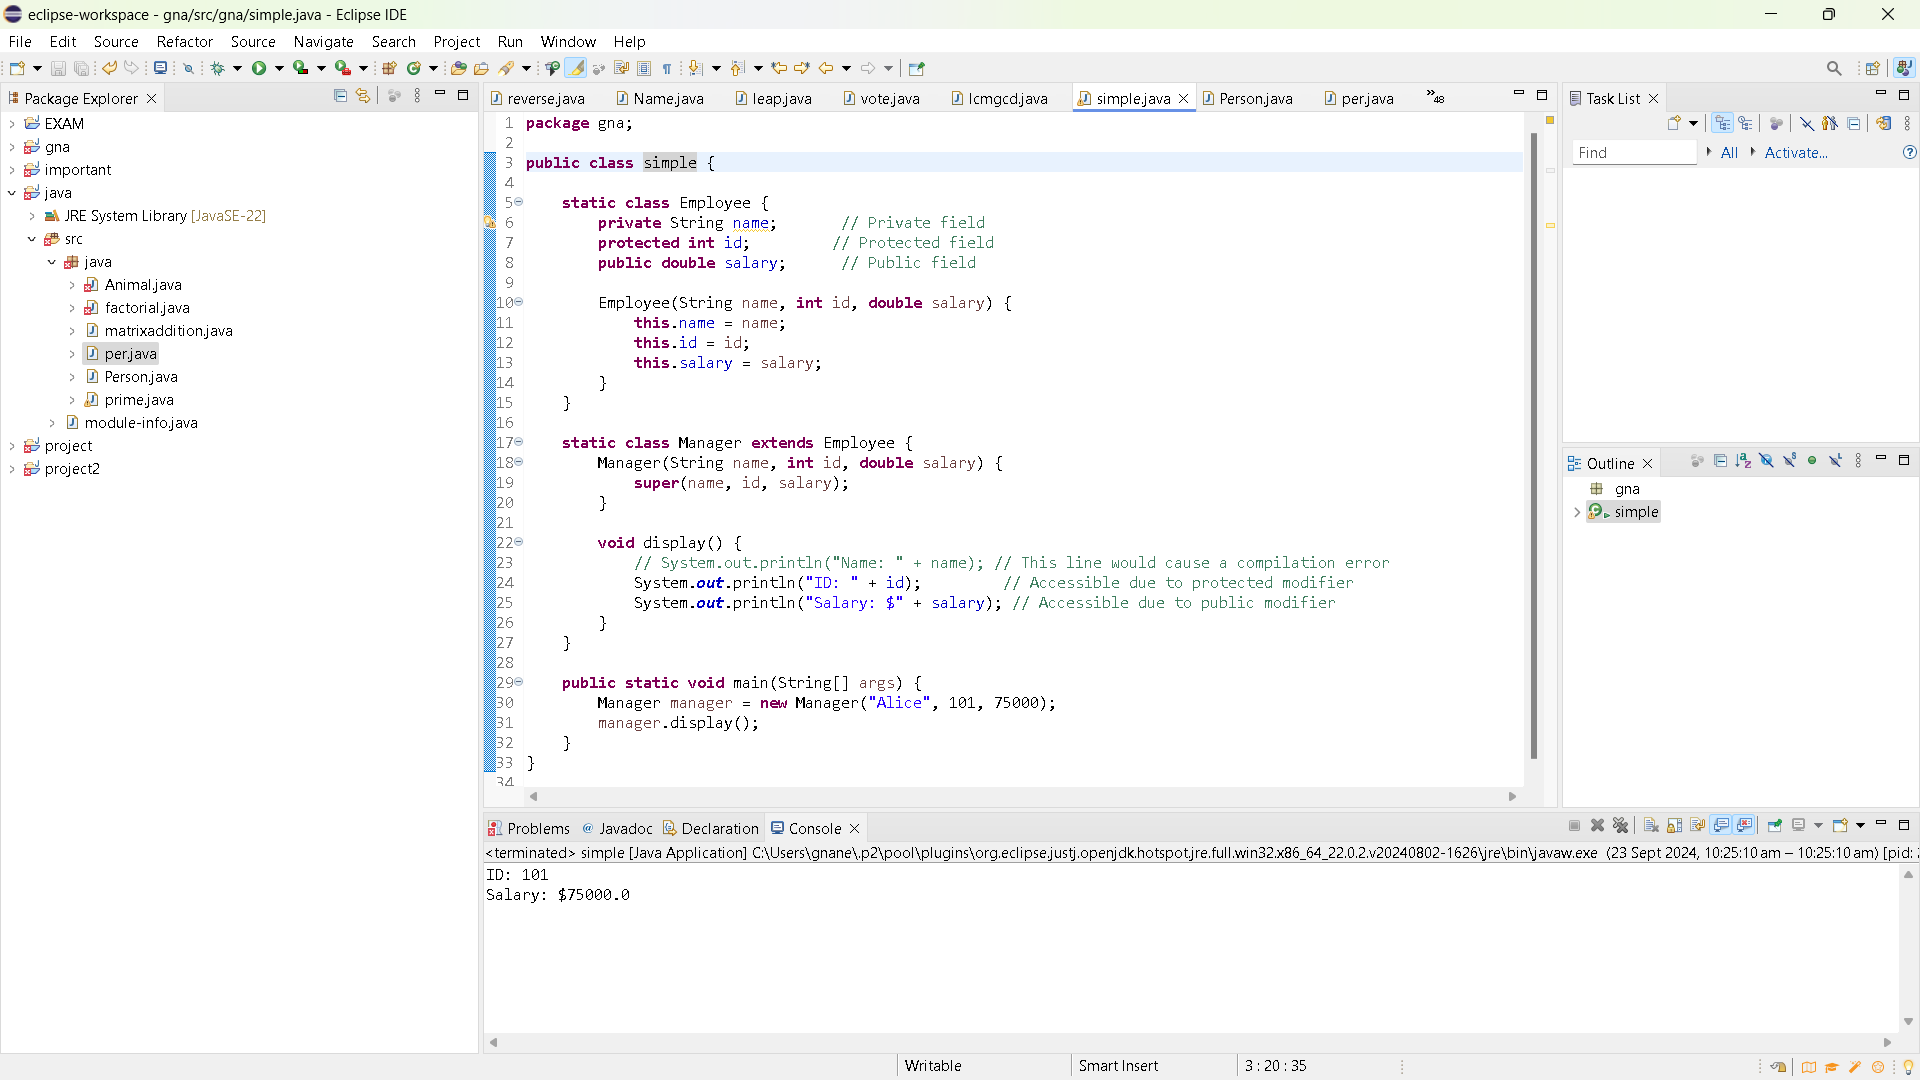 eclipse-workspace - gna/src/gna/simple.java - Eclipse IDE
File Edit Source Refactor Source Navigate Search Project Run Window Help
Package Explorer
EXAM
gna
important
java
JRE System Library [JavaSE-22]
src
java
Animal.java
factorial.java
matrixaddition.java
per.java
Person.java
prime.java
module-info.java
project
project2
reverse.java Name.java leap.java vote.java lcmgcd.java simple.java Person.java per.java »48
1 package gna;
2
3 public class simple {
4
5 static class Employee {
6 private String name; // Private field
7 protected int id; // Protected field
8 public double salary; // Public field
9
10 Employee(String name, int id, double salary) {
11 this.name = name;
12 this.id = id;
13 this.salary = salary;
14 }
15 }
16
17 static class Manager extends Employee {
18 Manager(String name, int id, double salary) {
19 super(name, id, salary);
20 }
21
22 void display() {
23 // System.out.println("Name: " + name); // This line would cause a compilation error
24 System.out.println("ID: " + id); // Accessible due to protected modifier
25 System.out.println("Salary: $" + salary); // Accessible due to public modifier
26 }
27 }
28
29 public static void main(String[] args) {
30 Manager manager = new Manager("Alice", 101, 75000);
31 manager.display();
32 }
33 }
34
Task List
Find All Activate...
Outline
gna
simple
Problems @ Javadoc Declaration Console
<terminated> simple [Java Application] C:\Users\gnane\.p2\pool\plugins\org.eclipse.justj.openjdk.hotspot.jre.full.win32.x86_64_22.0.2.v20240802-1626\jre\bin\javaw.exe (23 Sept 2024, 10:25:10 am – 10:25:10 am) [pid:
ID: 101
Salary: $75000.0
Writable Smart Insert 3 : 20 : 35